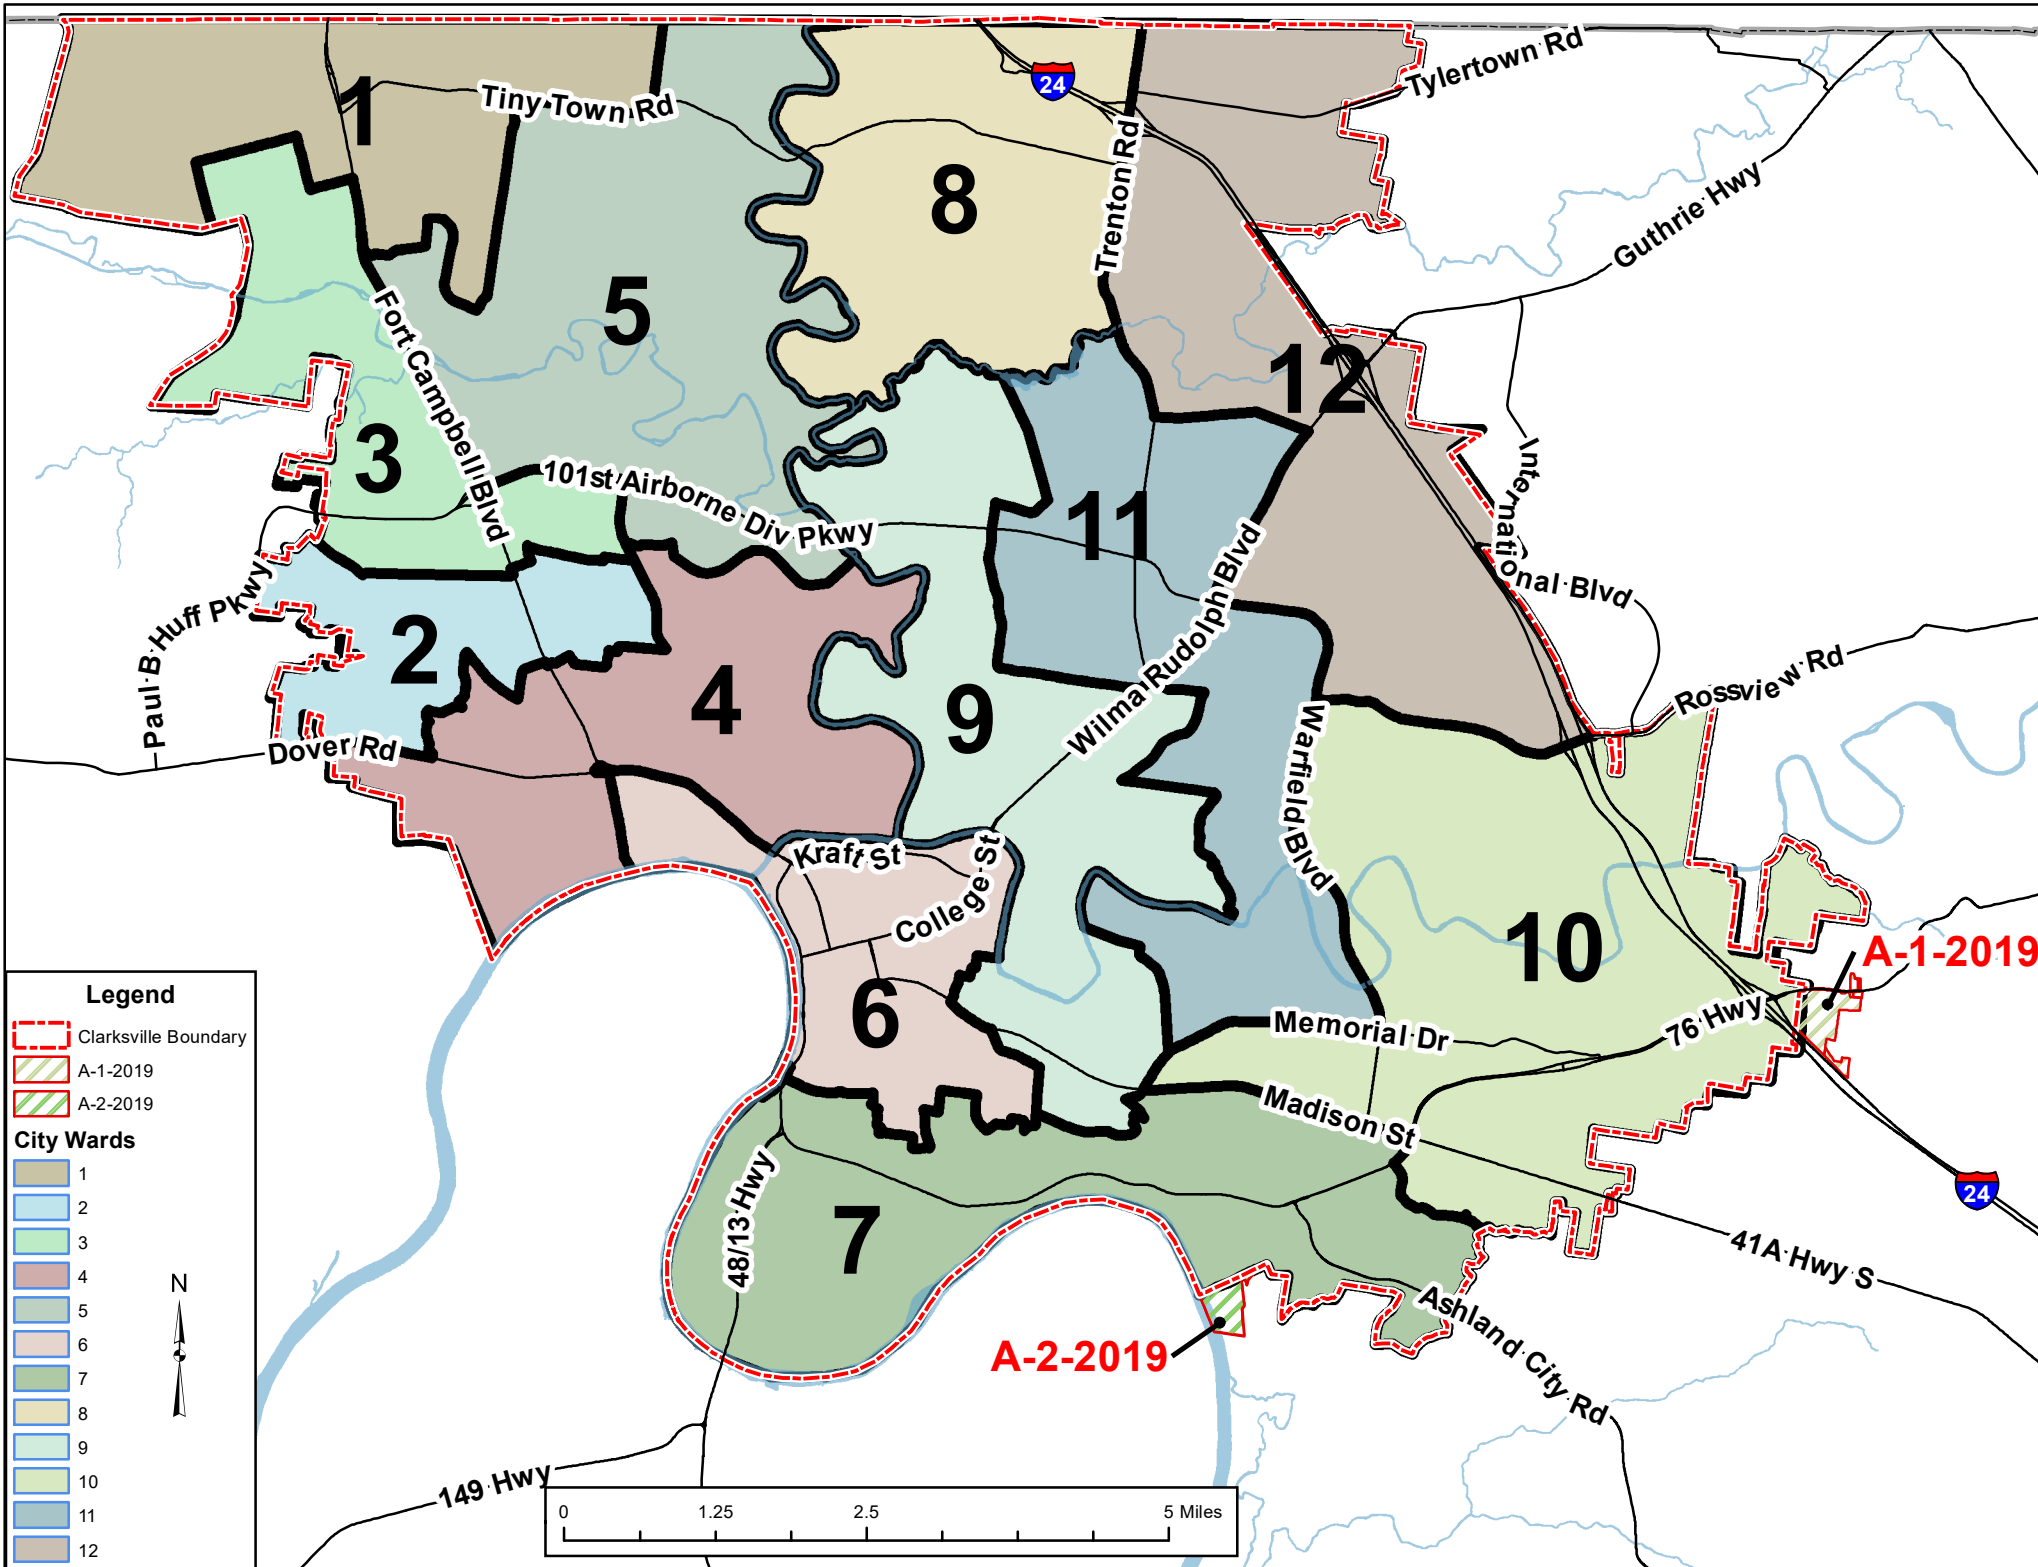 24
Tylertown Rd
1
Tiny Town Rd
Trenton Rd
8
Guthrie Hwy
5
Fort Campbell Blvd
12
3
101st Airborne Div Pkwy
11
International Blvd
Wilma Rudolph Blvd
Paul B Huff Pkwy
2
4
9
Rossview Rd
Warfield Blvd
Dover Rd
Kraft St
College St
10
A-1-2019
6
Memorial Dr
76 Hwy
Madison St
24
48/13 Hwy
7
41A Hwy S
Ashland City Rd
A-2-2019
149 Hwy
Legend
Clarksville Boundary
A-1-2019
A-2-2019
City Wards
1
2
3
4
5
6
7
8
9
10
11
12
N
0 1.25 2.5 5 Miles